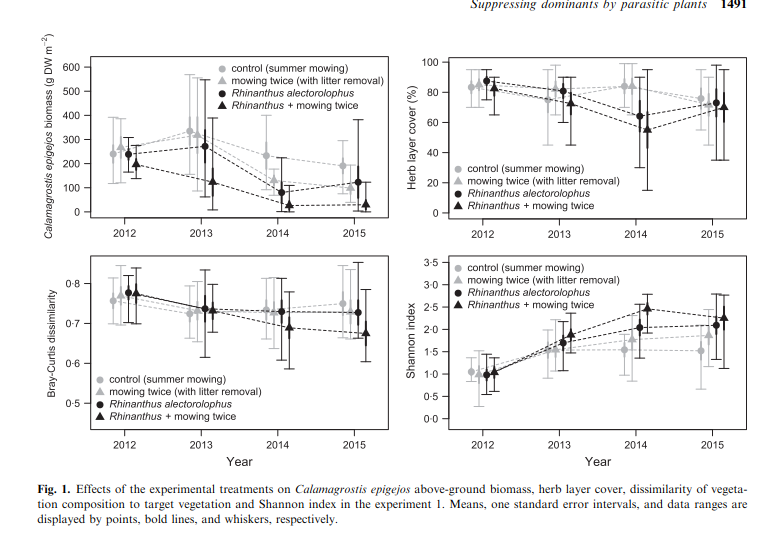 Suppressing dominants by parasitic plants 1491
Calamagrostis epigejos biomass (g DW m⁻²)
600
500
400
300
200
100
0
control (summer mowing)
mowing twice (with litter removal)
Rhinanthus alectorolophus
Rhinanthus + mowing twice
2012 2013 2014 2015
Herb layer cover (%)
100
80
60
40
20
0
control (summer mowing)
mowing twice (with litter removal)
Rhinanthus alectorolophus
Rhinanthus + mowing twice
2012 2013 2014 2015
Bray-Curtis dissimilarity
0·8
0·7
0·6
0·5
control (summer mowing)
mowing twice (with litter removal)
Rhinanthus alectorolophus
Rhinanthus + mowing twice
2012 2013 2014 2015
Year
Shannon index
3·5
3·0
2·5
2·0
1·5
1·0
0·5
0·0
control (summer mowing)
mowing twice (with litter removal)
Rhinanthus alectorolophus
Rhinanthus + mowing twice
2012 2013 2014 2015
Year
Fig. 1. Effects of the experimental treatments on Calamagrostis epigejos above-ground biomass, herb layer cover, dissimilarity of vegeta-
tion composition to target vegetation and Shannon index in the experiment 1. Means, one standard error intervals, and data ranges are
displayed by points, bold lines, and whiskers, respectively.